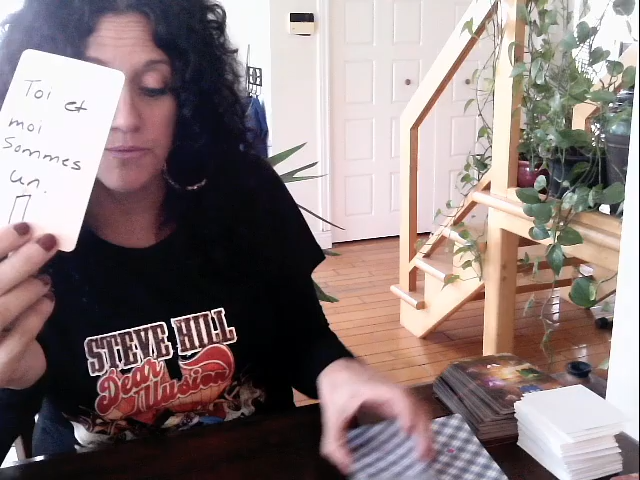 Toi et
moi
Sommes
un.
STEVE HILL
Dear
Illusion